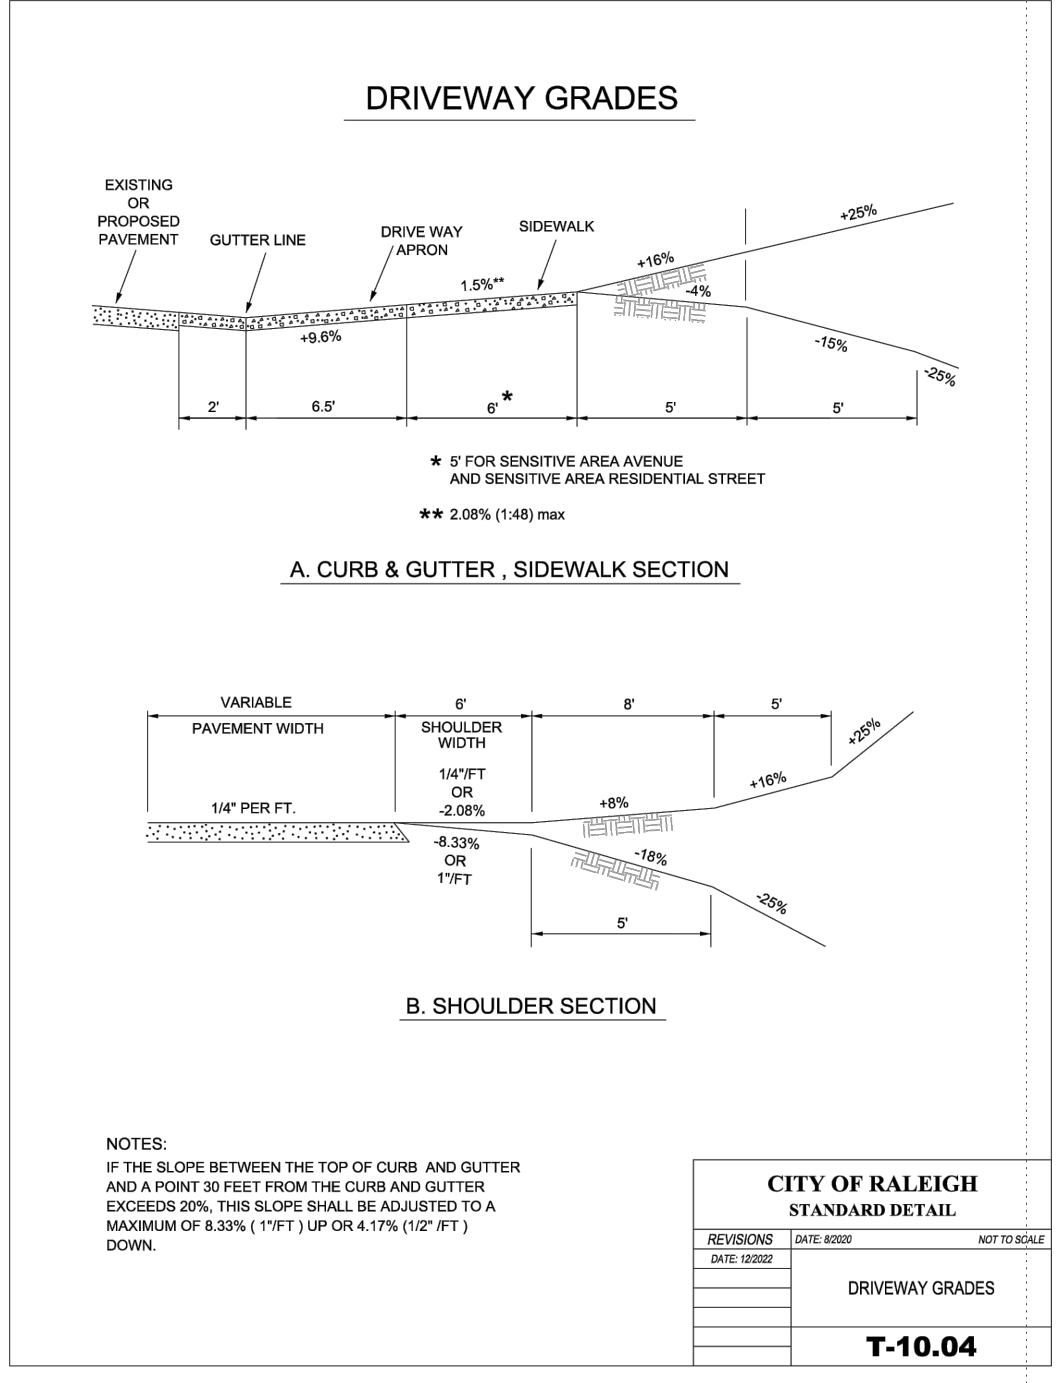 DRIVEWAY GRADES
EXISTING
OR
PROPOSED
PAVEMENT
GUTTER LINE
DRIVE WAY
APRON
SIDEWALK
1.5%**
+9.6%
+16%
+25%
-4%
-15%
-25%
2'
6.5'
6' *
5'
5'
* 5' FOR SENSITIVE AREA AVENUE
AND SENSITIVE AREA RESIDENTIAL STREET
** 2.08% (1:48) max
A. CURB & GUTTER , SIDEWALK SECTION
VARIABLE
PAVEMENT WIDTH
6'
SHOULDER
WIDTH
8'
5'
1/4"/FT
OR
-2.08%
1/4" PER FT.
+8%
+16%
+25%
-8.33%
OR
1"/FT
-18%
-25%
5'
B. SHOULDER SECTION
NOTES:
IF THE SLOPE BETWEEN THE TOP OF CURB AND GUTTER
AND A POINT 30 FEET FROM THE CURB AND GUTTER
EXCEEDS 20%, THIS SLOPE SHALL BE ADJUSTED TO A
MAXIMUM OF 8.33% ( 1"/FT ) UP OR 4.17% (1/2" /FT )
DOWN.
CITY OF RALEIGH
STANDARD DETAIL
REVISIONS
DATE: 8/2020
NOT TO SCALE
DATE: 12/2022
DRIVEWAY GRADES
T-10.04